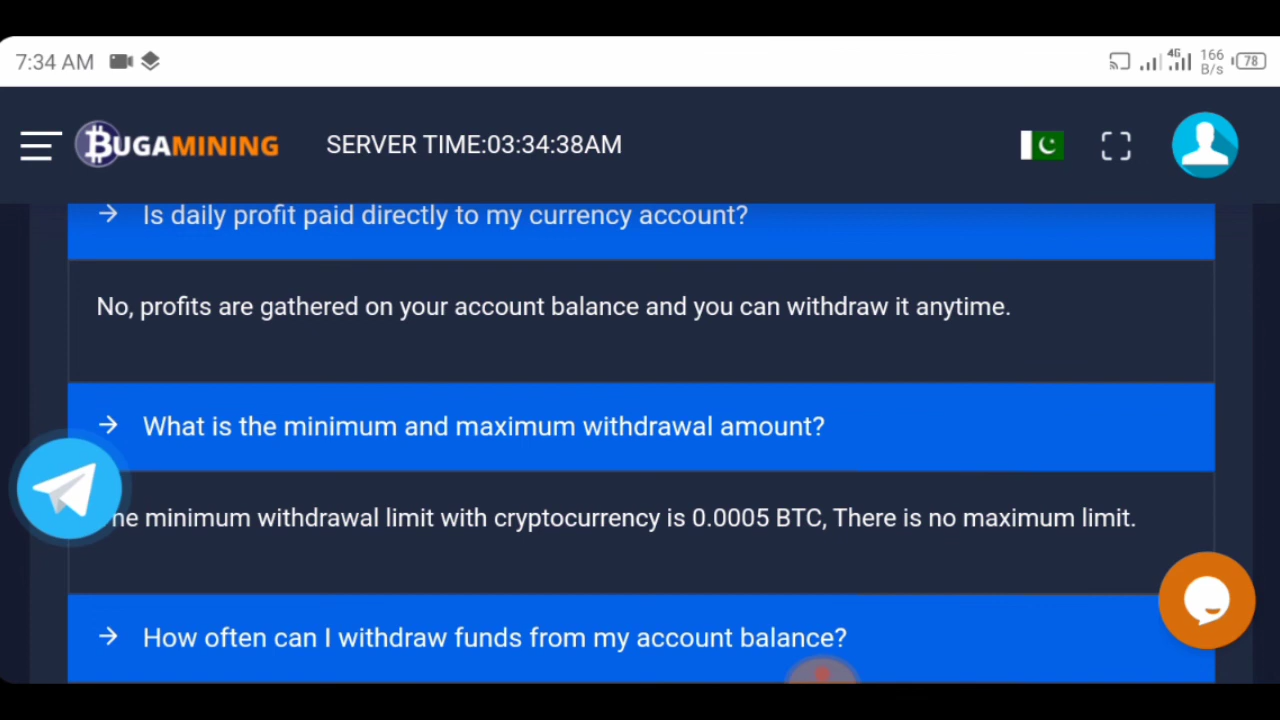 7:34 AM
4G
166
B/s
78
BUGAMINING
SERVER TIME:03:34:38AM
Is daily profit paid directly to my currency account?
No, profits are gathered on your account balance and you can withdraw it anytime.
What is the minimum and maximum withdrawal amount?
he minimum withdrawal limit with cryptocurrency is 0.0005 BTC, There is no maximum limit.
How often can I withdraw funds from my account balance?